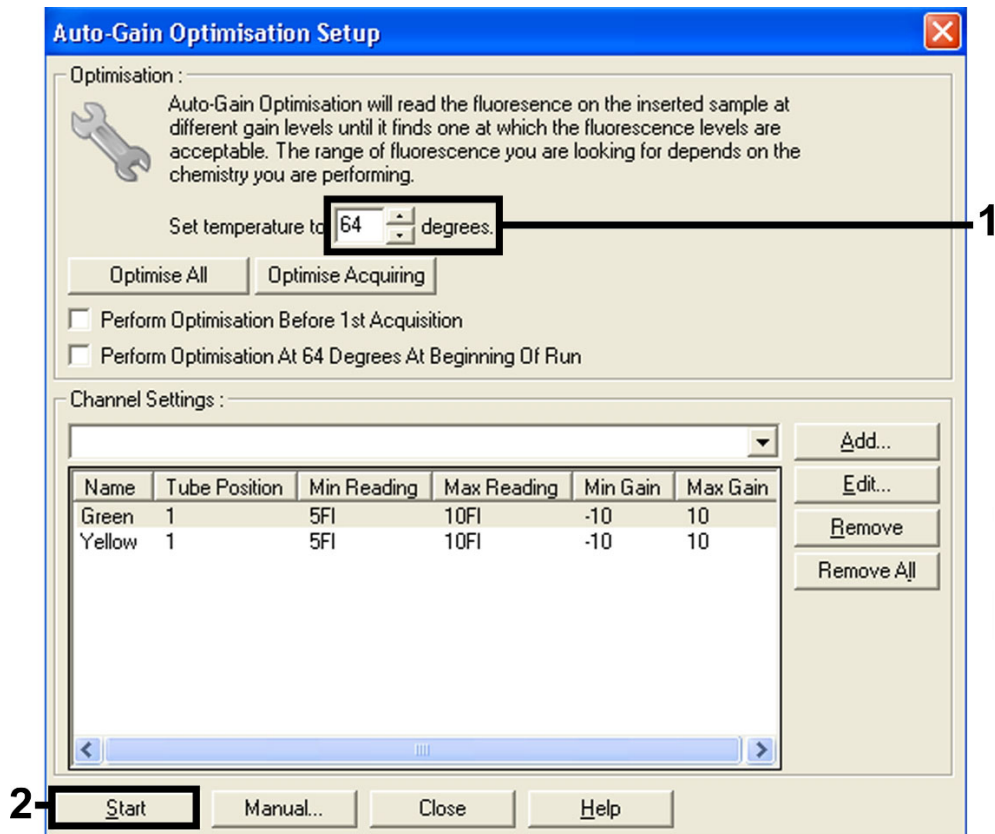 Auto-Gain Optimisation Setup
Optimisation :
Auto-Gain Optimisation will read the fluoresence on the inserted sample at
different gain levels until it finds one at which the fluorescence levels are
acceptable. The range of fluorescence you are looking for depends on the
chemistry you are performing.
Set temperature to 64 degrees.
1
Optimise All Optimise Acquiring
Perform Optimisation Before 1st Acquisition
Perform Optimisation At 64 Degrees At Beginning Of Run
Channel Settings :
Add...
Name Tube Position Min Reading Max Reading Min Gain Max Gain
Edit...
Green 1 5Fl 10Fl -10 10
Remove
Yellow 1 5Fl 10Fl -10 10
Remove All
2
Start Manual... Close Help